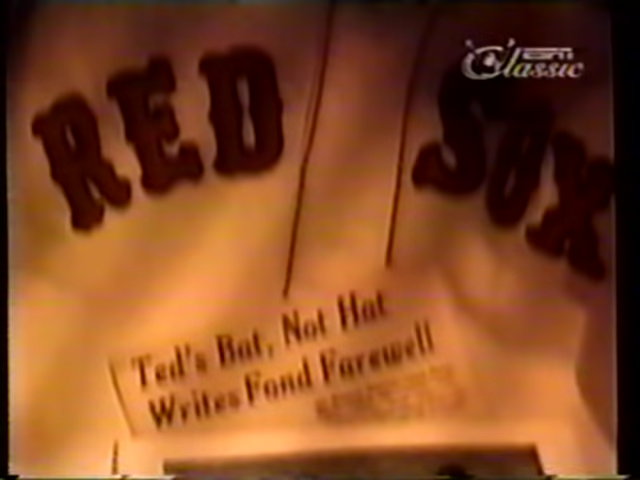 ESPN
Classic
RED SOX
Ted's Bat, Not Hat
Writes Fond Farewell